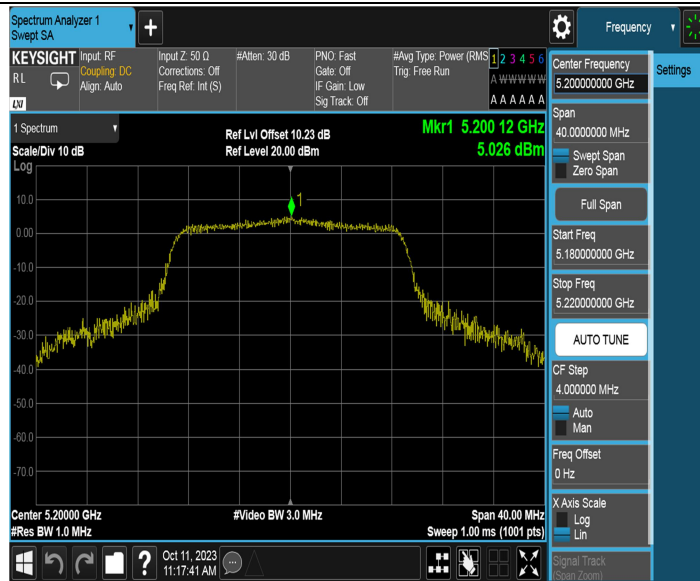 Spectrum Analyzer 1
Swept SA
+
Frequency
KEYSIGHT
RL
LXI
Input: RF
Coupling: DC
Align: Auto
Input Z: 50 Ω
Corrections: Off
Freq Ref: Int (S)
#Atten: 30 dB
PNO: Fast
Gate: Off
IF Gain: Low
Sig Track: Off
#Avg Type: Power (RMS
Trig: Free Run
1 2 3 4 5 6
A W W W W W
A A A A A A
1 Spectrum
Scale/Div 10 dB
Log
Ref Lvl Offset 10.23 dB
Ref Level 20.00 dBm
Mkr1 5.200 12 GHz
5.026 dBm
1
10.0
0.00
-10.0
-20.0
-30.0
-40.0
-50.0
-60.0
-70.0
Center 5.20000 GHz
#Res BW 1.0 MHz
#Video BW 3.0 MHz
Span 40.00 MHz
Sweep 1.00 ms (1001 pts)
Center Frequency
5.200000000 GHz
Settings
Span
40.0000000 MHz
Swept Span
Zero Span
Full Span
Start Freq
5.180000000 GHz
Stop Freq
5.220000000 GHz
AUTO TUNE
CF Step
4.000000 MHz
Auto
Man
Freq Offset
0 Hz
X Axis Scale
Log
Lin
Signal Track
(Span Zoom)
?
Oct 11, 2023
11:17:41 AM